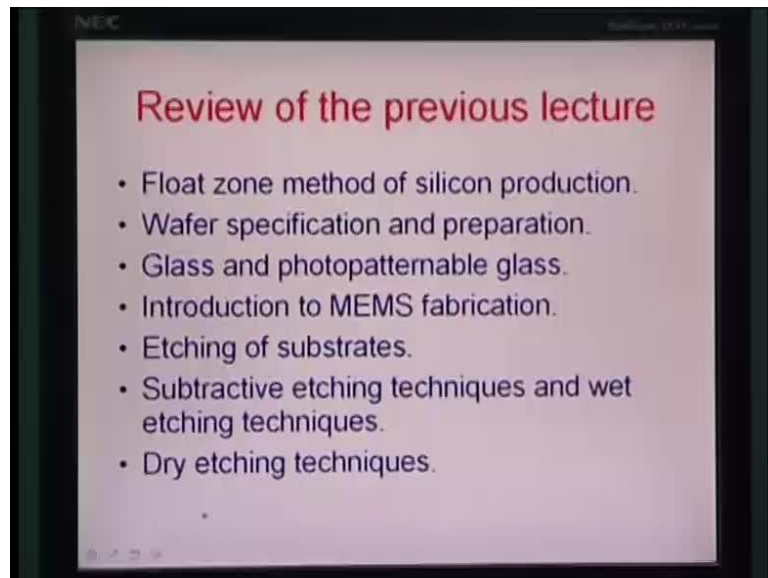 NEC
Review of the previous lecture
• Float zone method of silicon production.
• Wafer specification and preparation.
• Glass and photopatternable glass.
• Introduction to MEMS fabrication.
• Etching of substrates.
• Subtractive etching techniques and wet
etching techniques.
• Dry etching techniques.